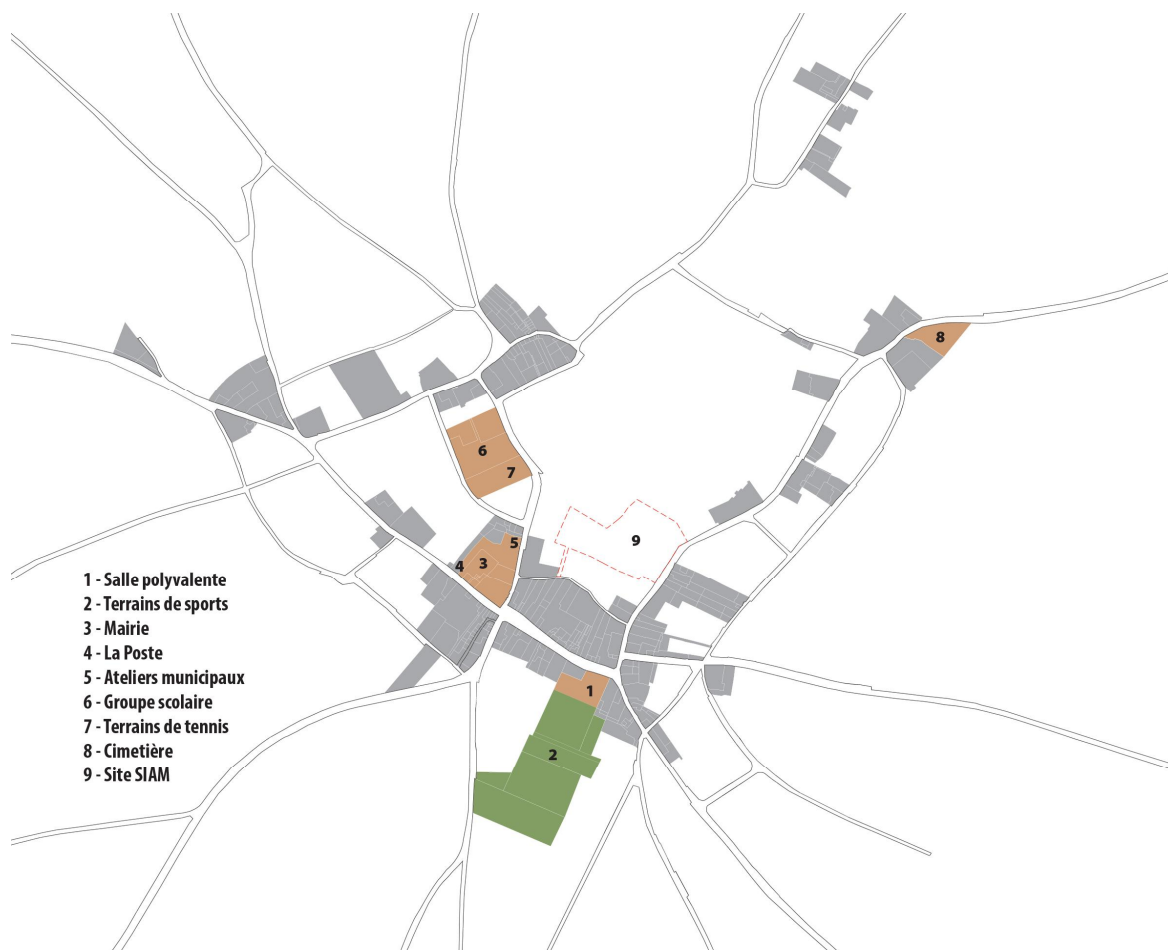 8
6
7
9
5
4
3
1
2
1 - Salle polyvalente
2 - Terrains de sports
3 - Mairie
4 - La Poste
5 - Ateliers municipaux
6 - Groupe scolaire
7 - Terrains de tennis
8 - Cimetière
9 - Site SIAM